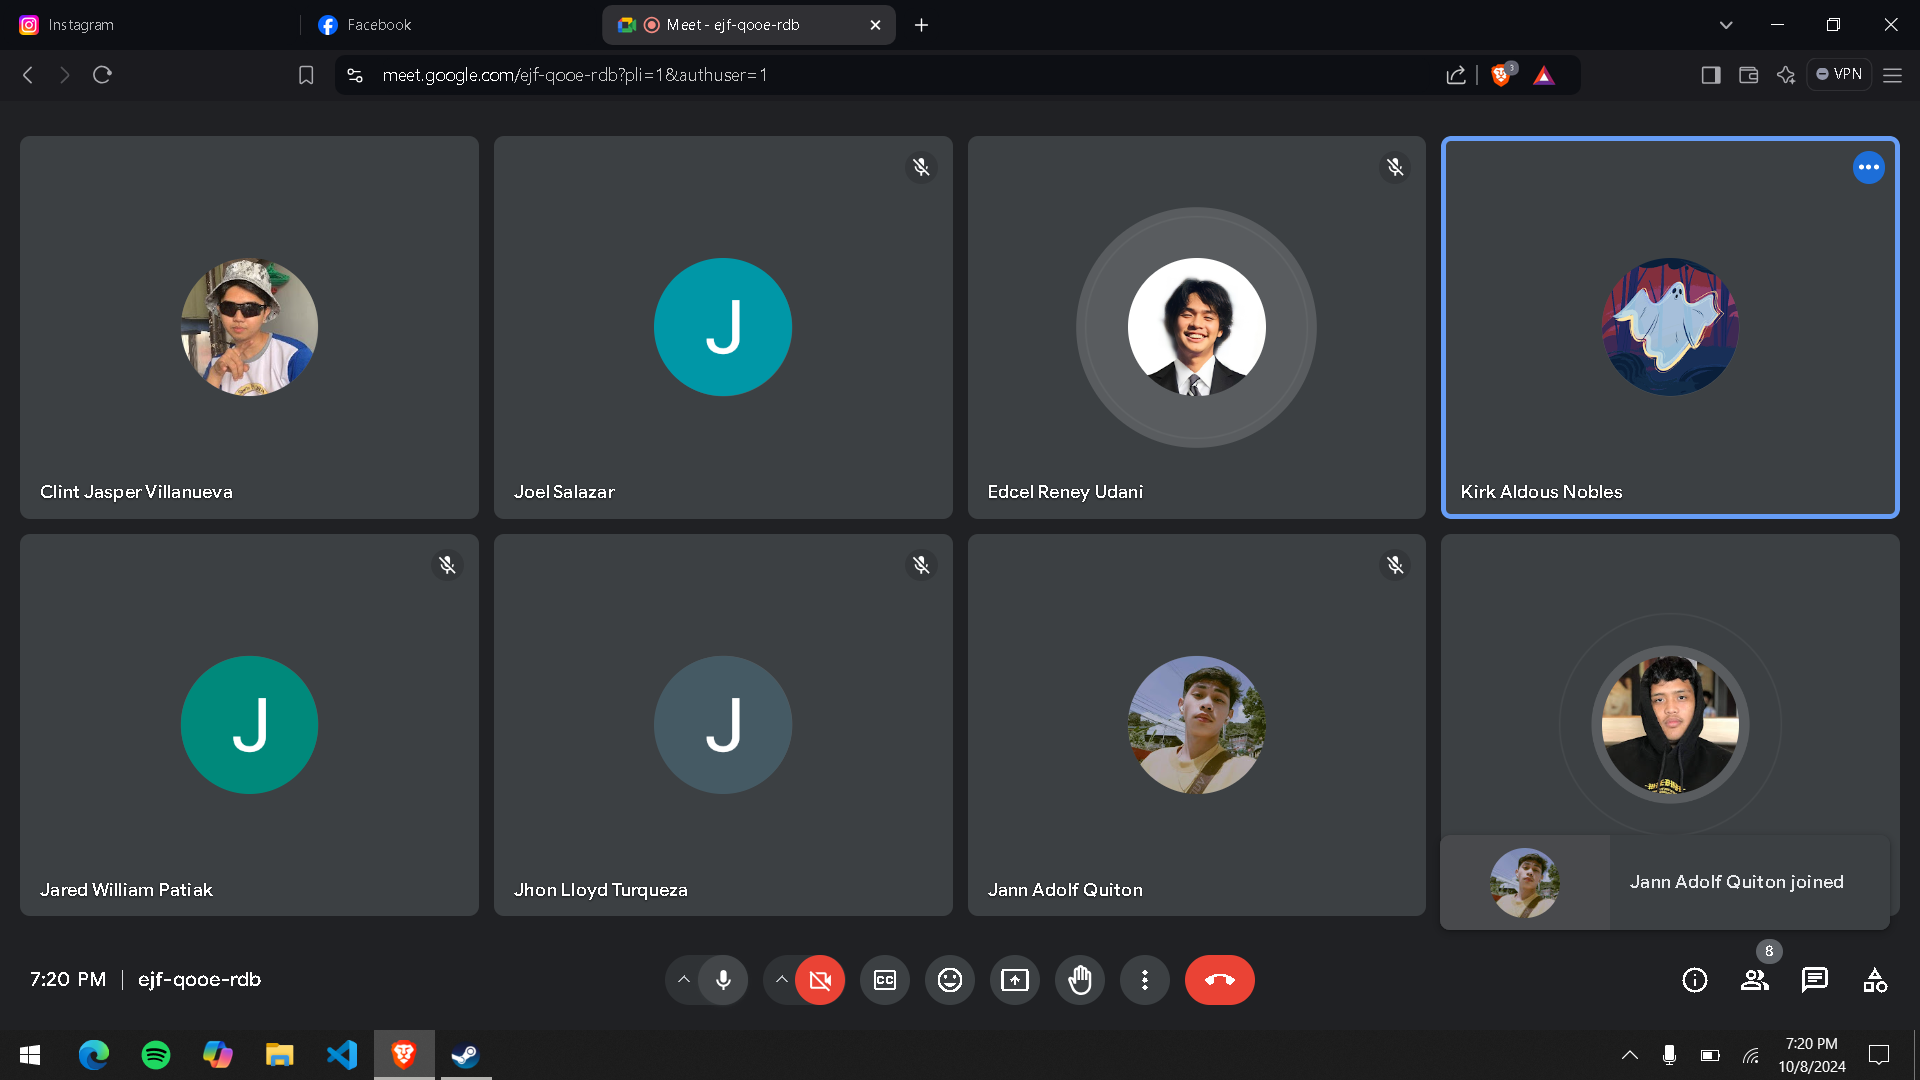 Instagram
Facebook
Meet - ejf-qooe-rdb
meet.google.com/ejf-qooe-rdb?pli=1&authuser=1
3
VPN
Clint Jasper Villanueva
J
Joel Salazar
Edcel Reney Udani
Kirk Aldous Nobles
J
Jared William Patiak
J
Jhon Lloyd Turqueza
Jann Adolf Quiton
Jann Adolf Quiton joined
7:20 PM | ejf-qooe-rdb
CC
8
7:20 PM
10/8/2024